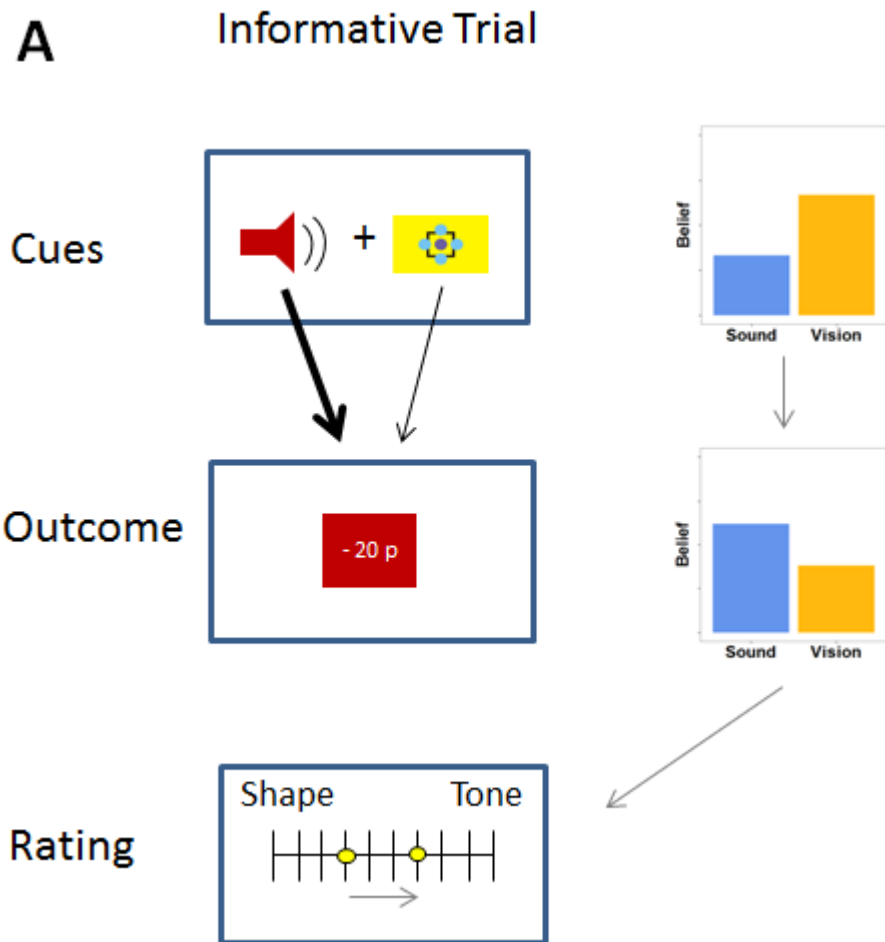 A
Informative Trial
Cues
+
Belief
Sound Vision
Outcome
- 20 p
Belief
Sound Vision
Rating
Shape Tone